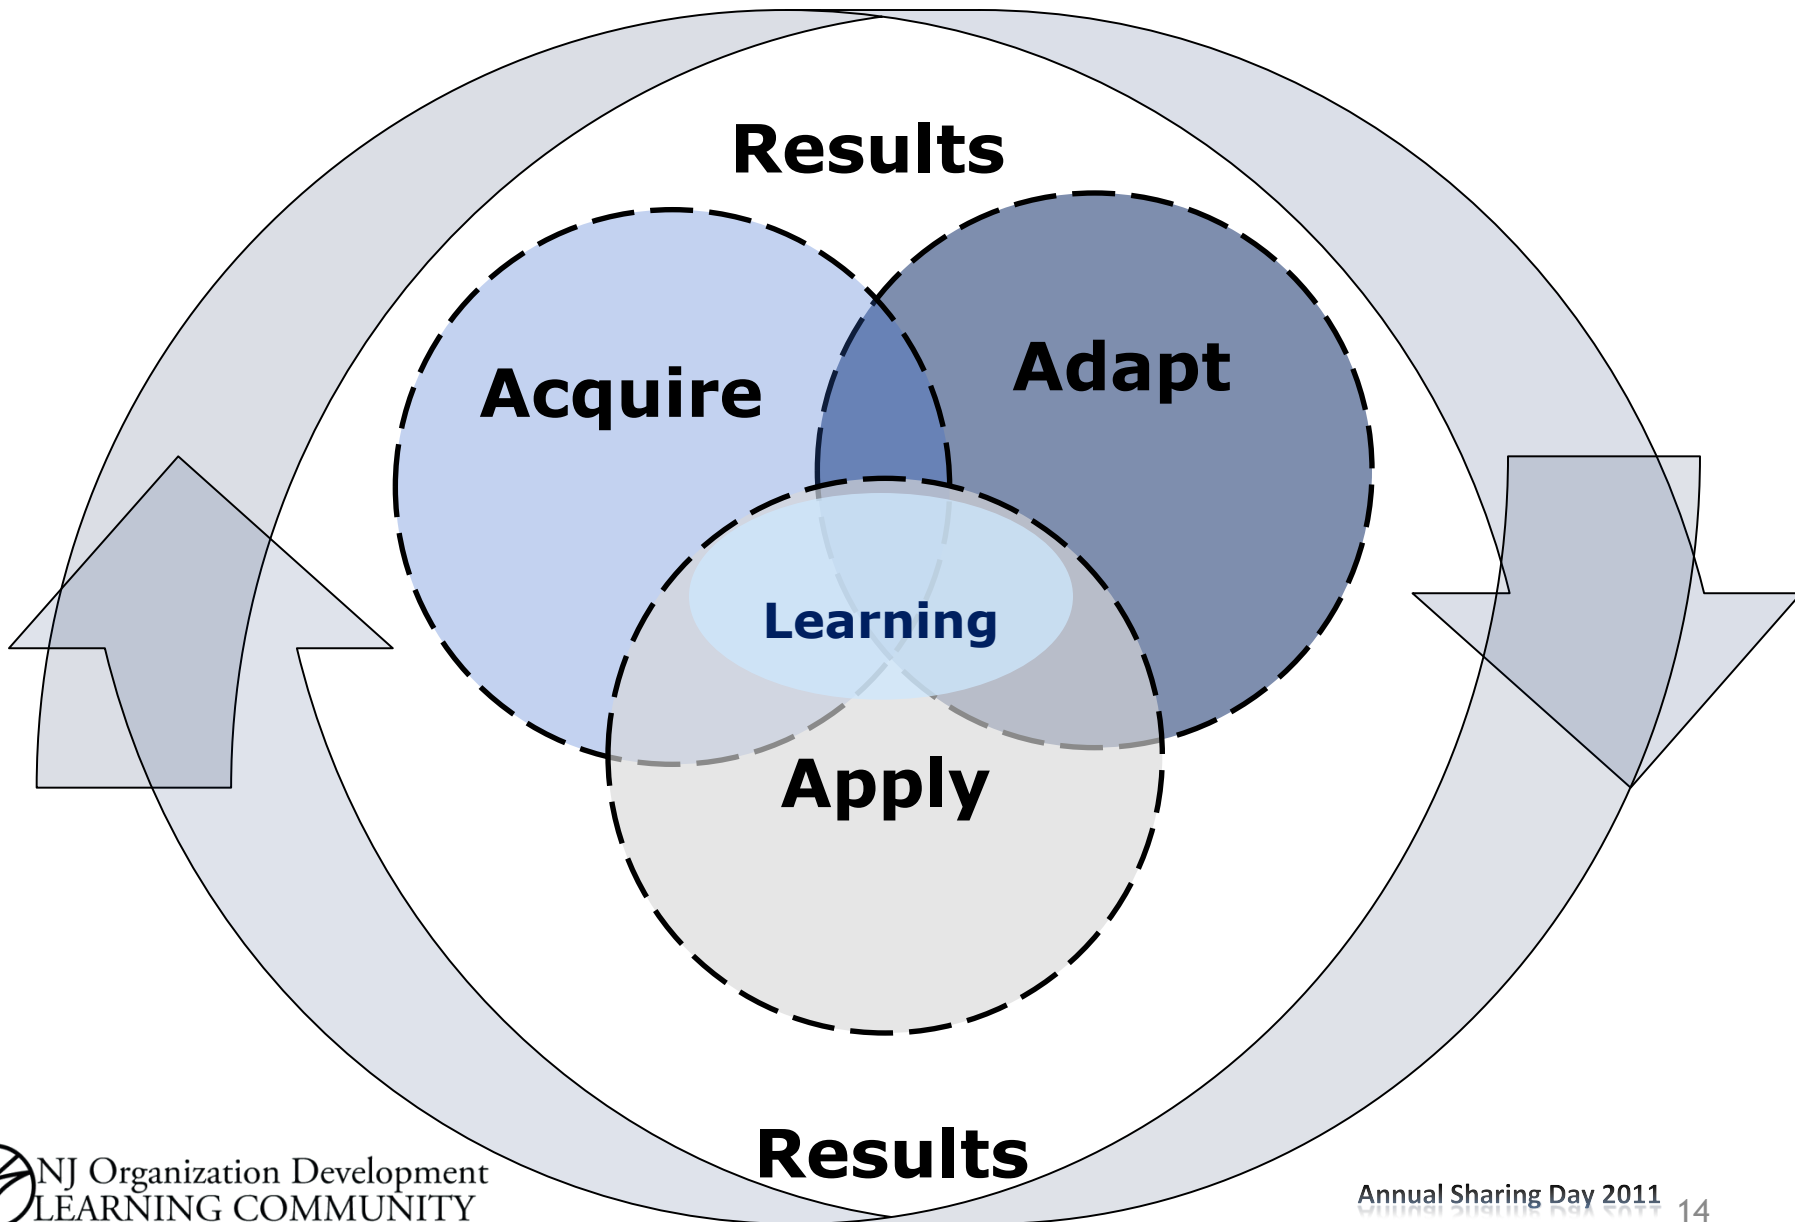 Results
Acquire
Adapt
Learning
Apply
Results
NJ Organization Development
LEARNING COMMUNITY
Annual Sharing Day 2011
14